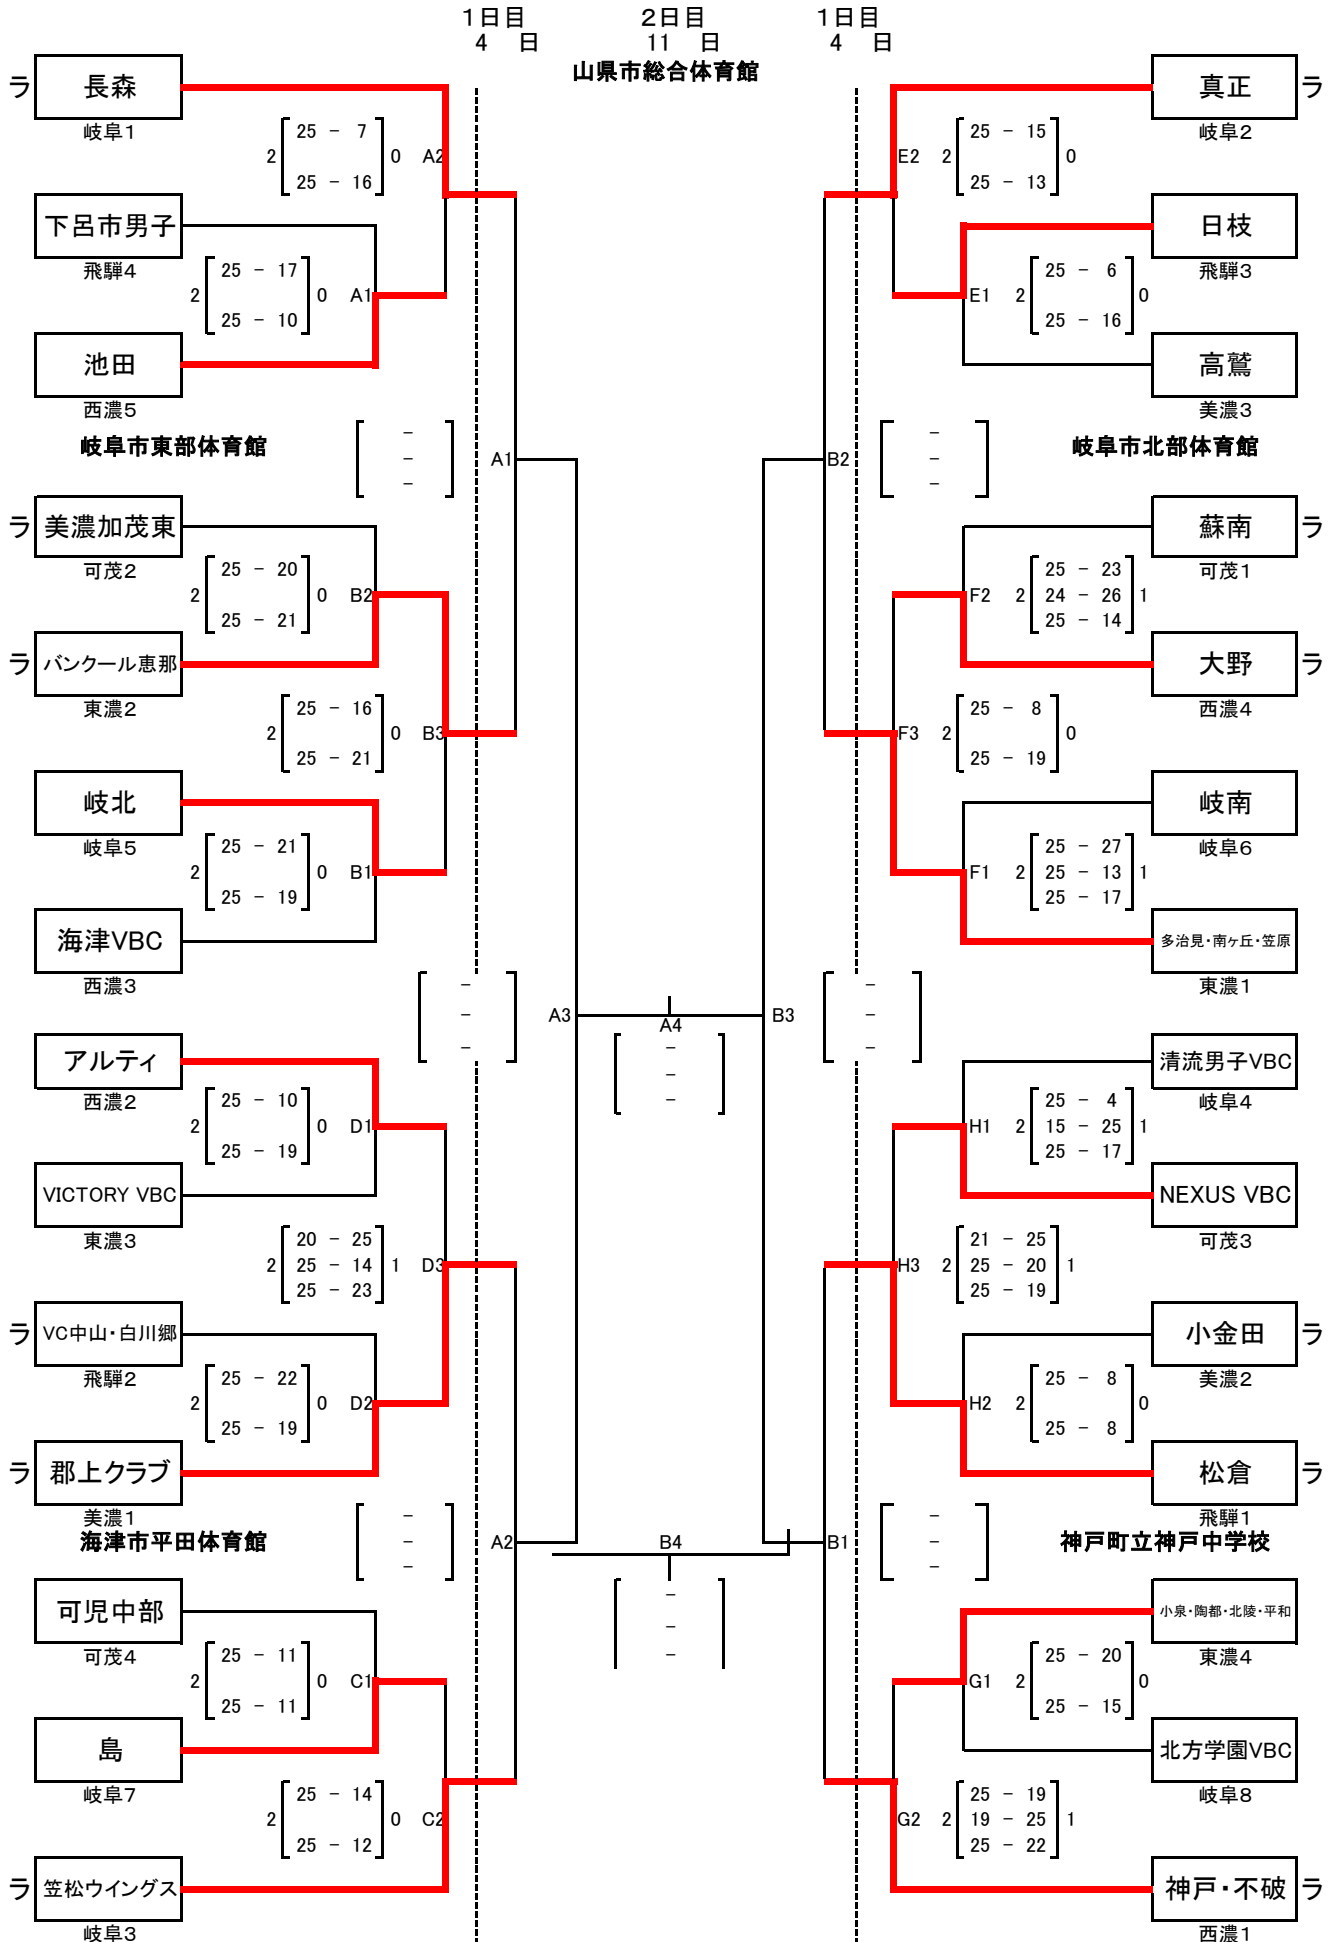 1日目 2日目 1日目
4 日 11 日 4 日
山県市総合体育館
ラ 長森
岐阜1
2 25 - 7 0 A2
25 - 16
下呂市男子
飛騨4
2 25 - 17 0 A1
25 - 10
池田
西濃5
岐阜市東部体育館
- - - A1
ラ 美濃加茂東
可茂2
2 25 - 20 0 B2
25 - 21
ラ バンクール恵那
東濃2
2 25 - 16 0 B3
25 - 21
岐北
岐阜5
2 25 - 21 0 B1
25 - 19
海津VBC
西濃3
- - - A3
アルティ
西濃2
2 25 - 10 0 D1
25 - 19
VICTORY VBC
東濃3
20 - 25
2 25 - 14 1 D3
25 - 23
ラ VC中山・白川郷
飛騨2
2 25 - 22 0 D2
25 - 19
ラ 郡上クラブ
美濃1
海津市平田体育館
- - - A2
可児中部
可茂4
2 25 - 11 0 C1
25 - 11
島
岐阜7
2 25 - 14 0 C2
25 - 12
ラ 笠松ウイングス
岐阜3
A4
- - -
B4
- - -
真正 ラ
岐阜2
E2 2 25 - 15 0
25 - 13
日枝
飛騨3
E1 2 25 - 6 0
25 - 16
高鷲
美濃3
岐阜市北部体育館
B2 - - -
蘇南 ラ
可茂1
25 - 23
F2 2 24 - 26 1
25 - 14
大野 ラ
西濃4
F3 2 25 - 8 0
25 - 19
岐南
岐阜6
25 - 27
F1 2 25 - 13 1
25 - 17
多治見・南ヶ丘・笠原
東濃1
B3 - - -
清流男子VBC
岐阜4
25 - 4
H1 2 15 - 25 1
25 - 17
NEXUS VBC
可茂3
21 - 25
H3 2 25 - 20 1
25 - 19
小金田 ラ
美濃2
H2 2 25 - 8 0
25 - 8
松倉 ラ
飛騨1
神戸町立神戸中学校
B1 - - -
小泉・陶都・北陵・平和
東濃4
G1 2 25 - 20 0
25 - 15
北方学園VBC
岐阜8
25 - 19
G2 2 19 - 25 1
25 - 22
神戸・不破 ラ
西濃1